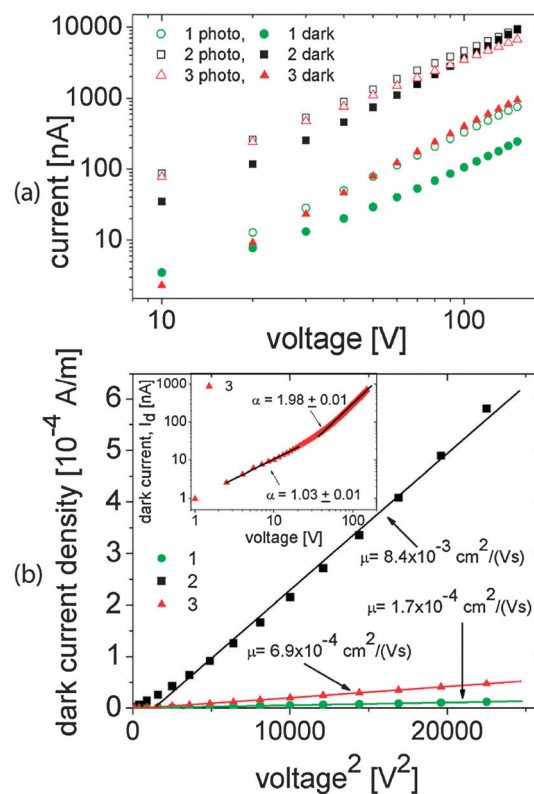 (a)
current [nA]
10000
1000
100
10
1 photo, 1 dark
2 photo, 2 dark
3 photo, 3 dark
10 100
voltage [V]
(b)
dark current density [10⁻⁴ A/m]
6
5
4
3
2
1
0
dark current, I_d [nA]
1000
100
10
1
3
α = 1.98 ± 0.01
α = 1.03 ± 0.01
1 10 100
voltage [V]
1
2
3
μ= 8.4x10⁻³ cm²/(Vs)
μ= 1.7x10⁻⁴ cm²/(Vs)
μ= 6.9x10⁻⁴ cm²/(Vs)
0 10000 20000
voltage² [V²]